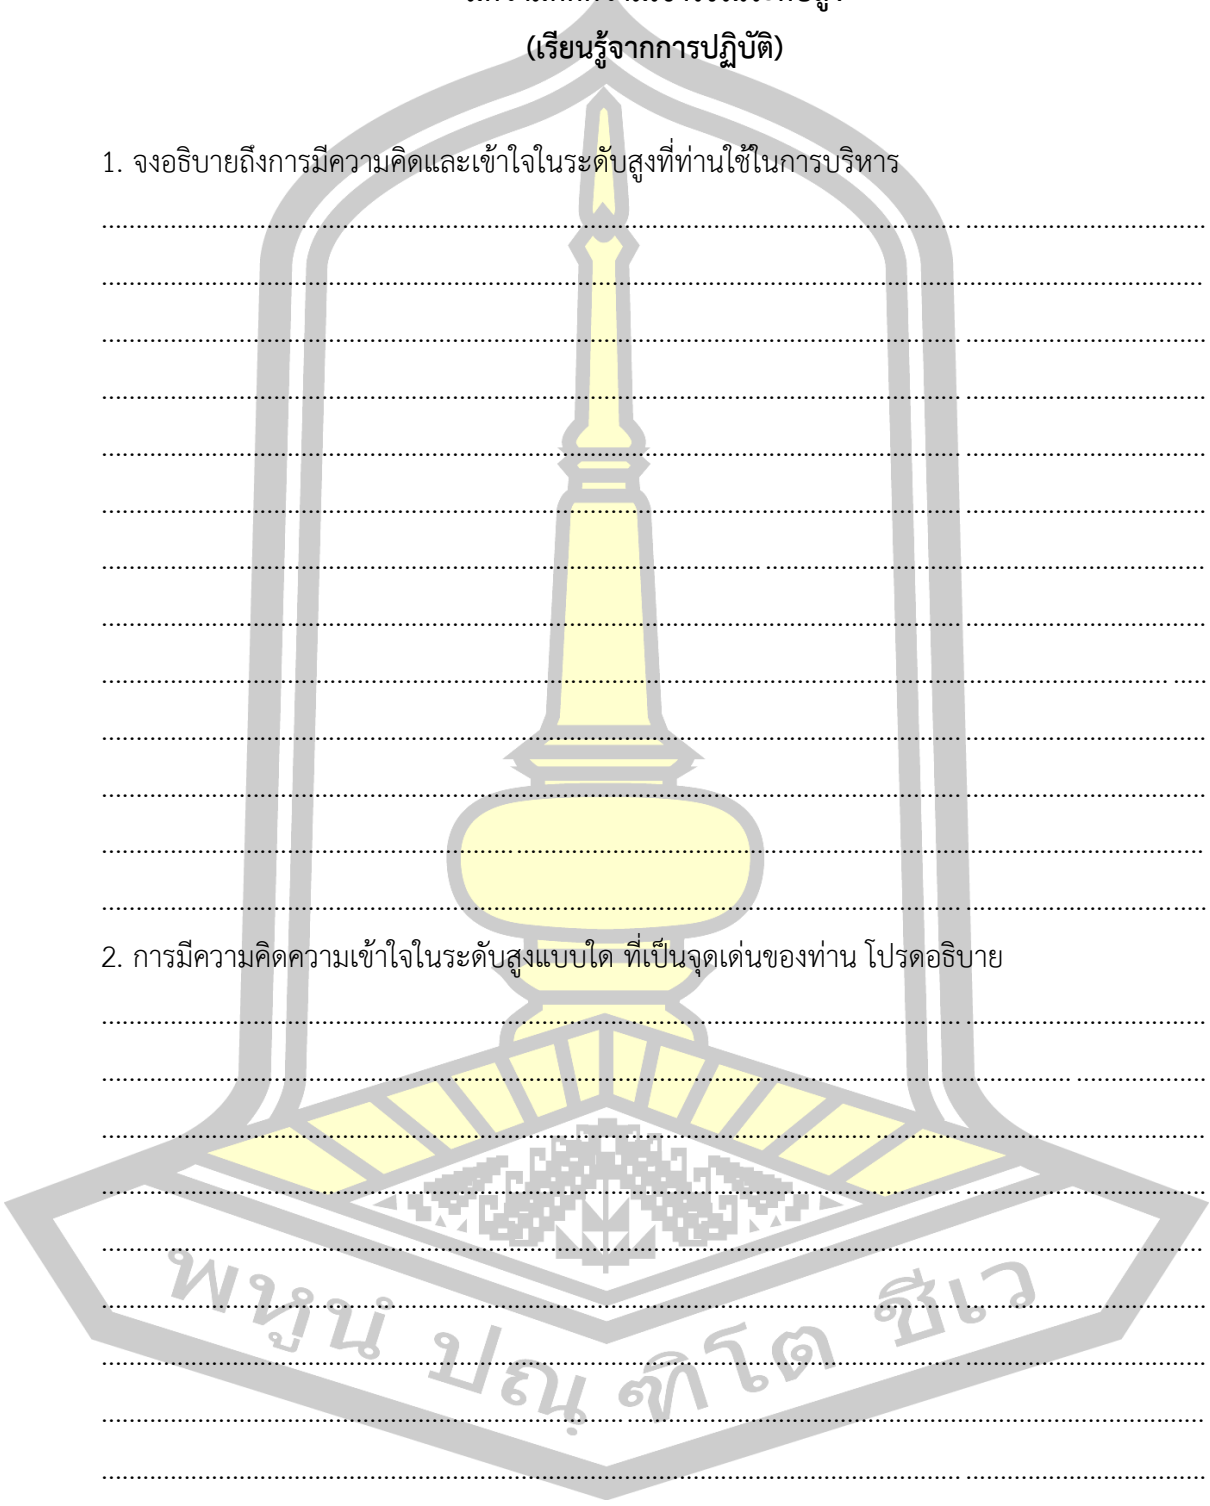 (เรียนรู้จากการปฏิบัติ)
1. จงอธิบายถึงการมีความคิดและเข้าใจในระดับสูงที่ท่านใช้ในการบริหาร
2. การมีความคิดความเข้าใจในระดับสูงแบบใด ที่เป็นจุดเด่นของท่าน โปรดอธิบาย
พหูนํ ปณฺฑิโต ชีเว